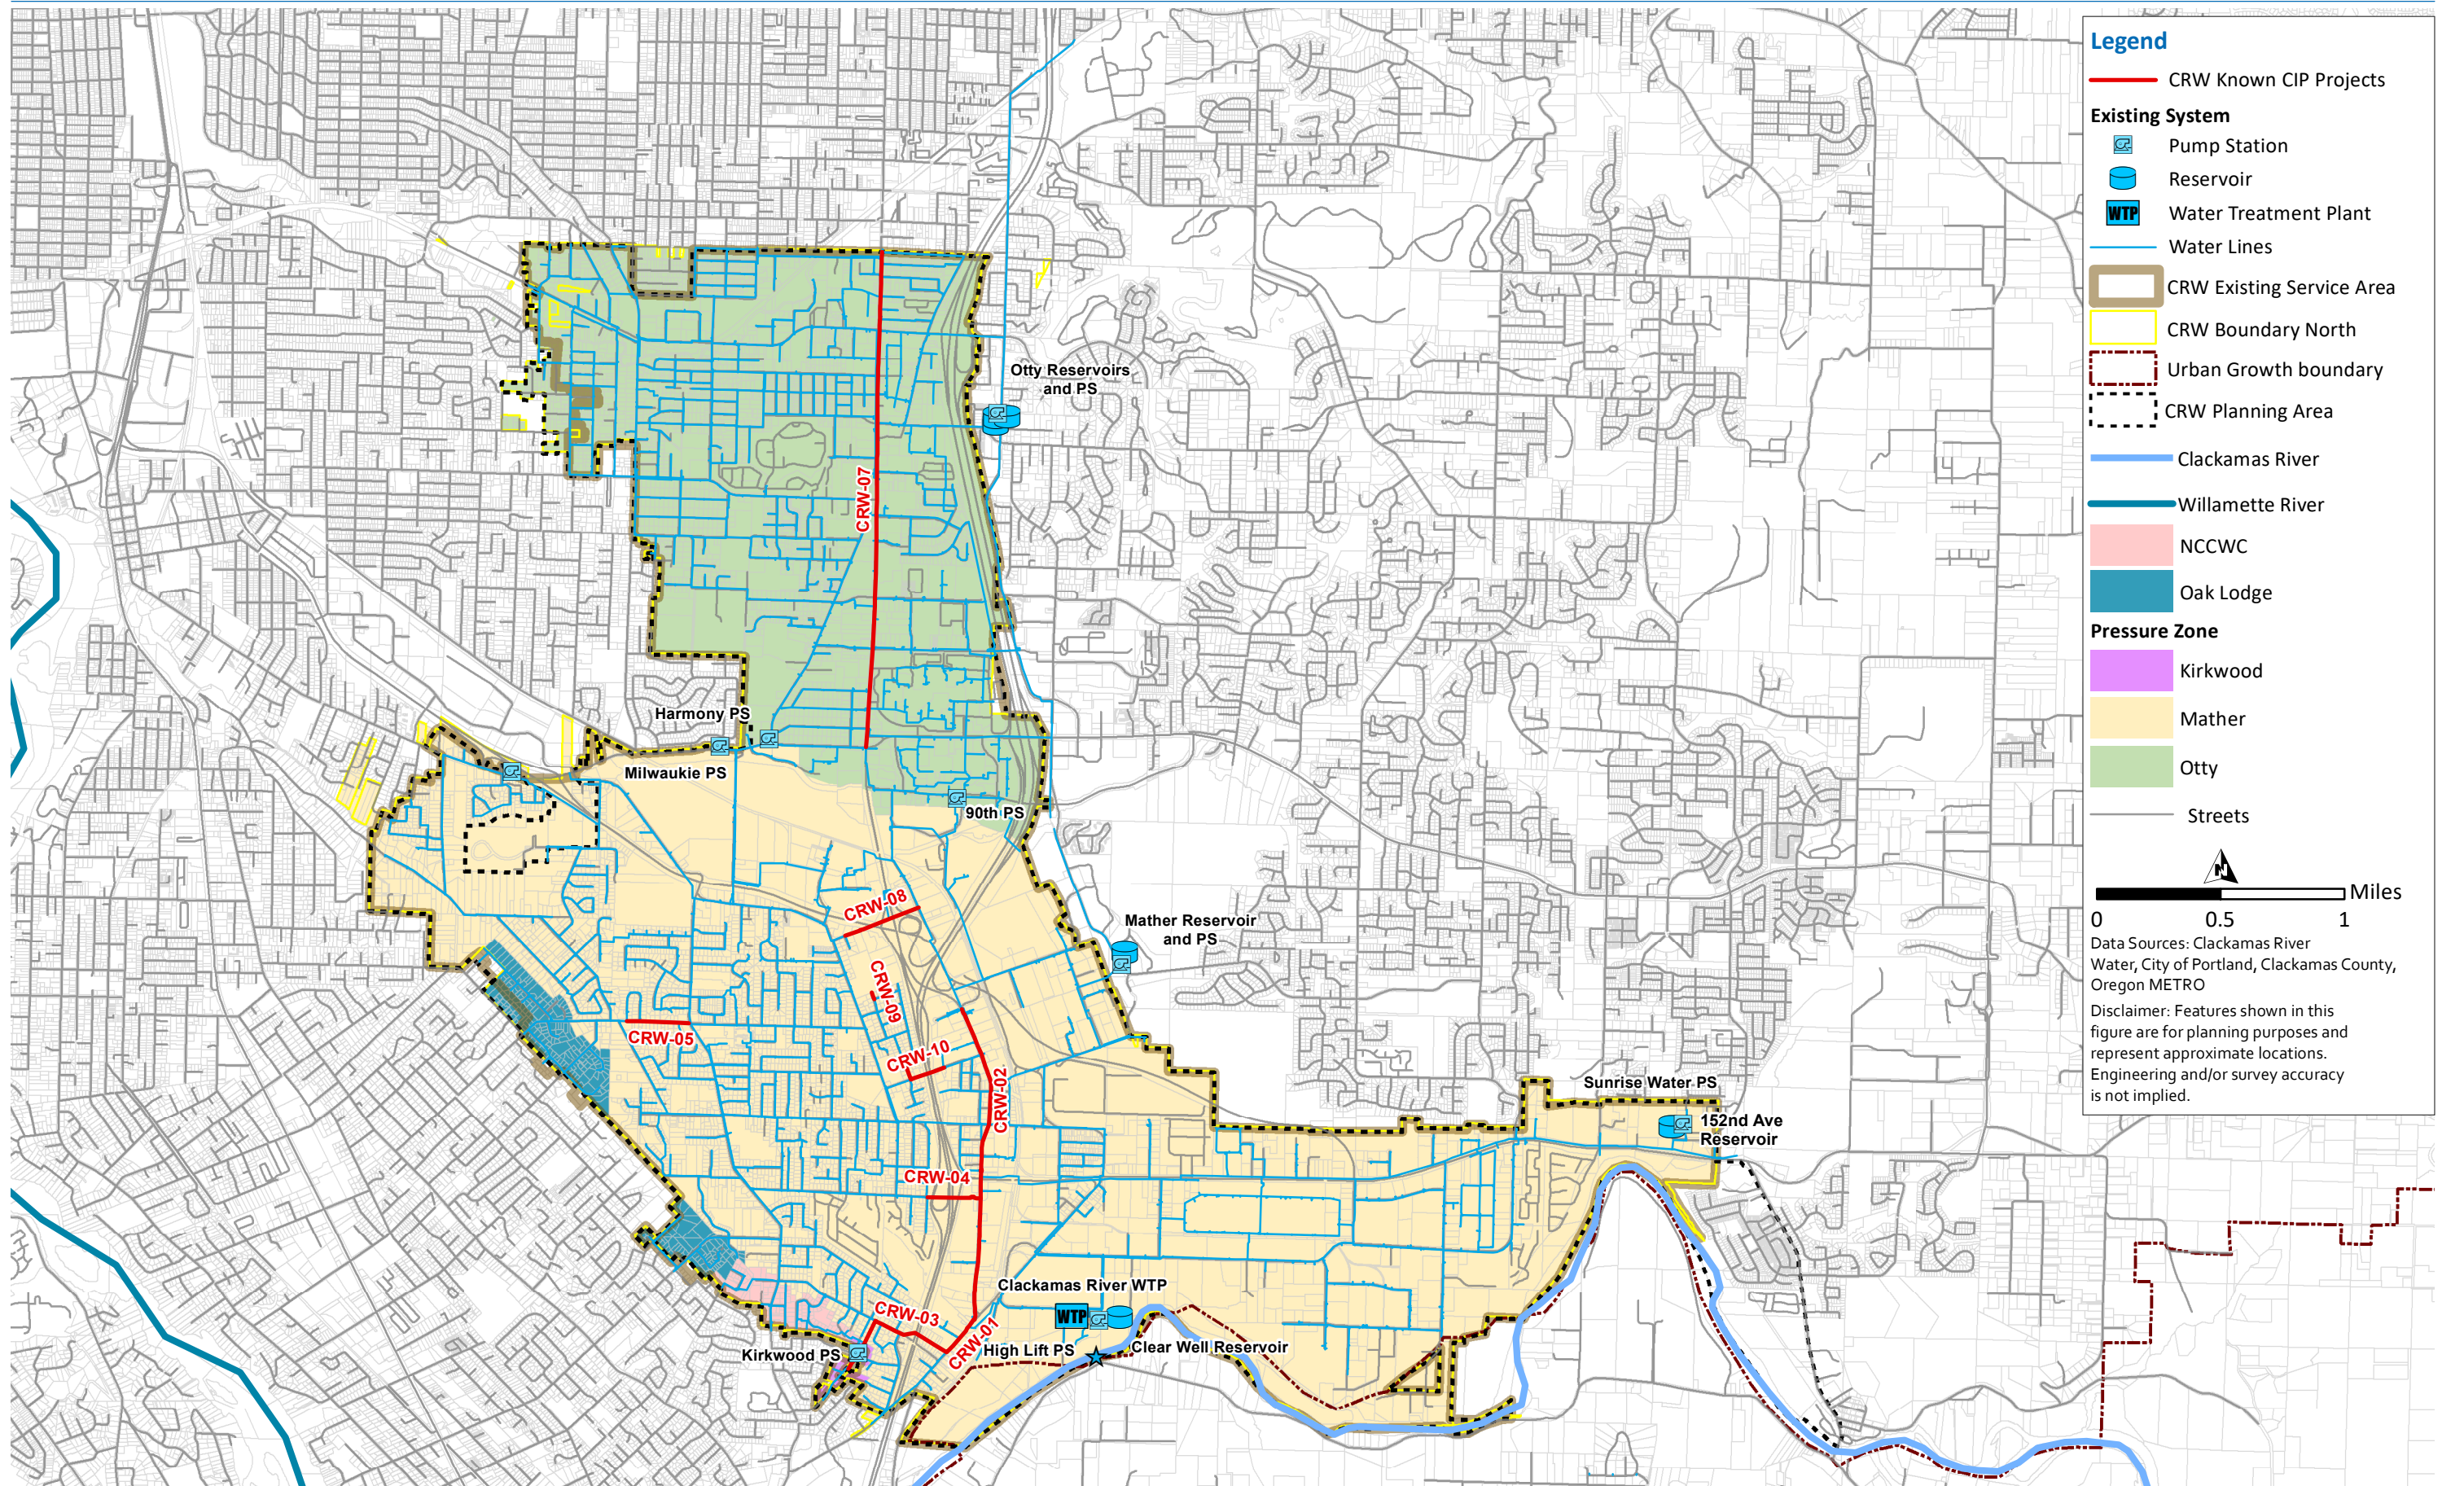 Legend
CRW Known CIP Projects
Existing System
Pump Station
Reservoir
WTP Water Treatment Plant
Water Lines
CRW Existing Service Area
CRW Boundary North
Urban Growth boundary
CRW Planning Area
Clackamas River
Willamette River
NCCWC
Oak Lodge
Pressure Zone
Kirkwood
Mather
Otty
Streets
N
Miles
0 0.5 1
Data Sources: Clackamas River
Water, City of Portland, Clackamas County,
Oregon METRO
Disclaimer: Features shown in this
figure are for planning purposes and
represent approximate locations.
Engineering and/or survey accuracy
is not implied.
Otty Reservoirs
and PS
CRW-07
Harmony PS
Milwaukie PS
90th PS
CRW-08
Mather Reservoir
and PS
CRW-09
CRW-05
CRW-10
CRW-02
Sunrise Water PS
152nd Ave
Reservoir
CRW-04
Clackamas River WTP
WTP
CRW-03
CRW-01
High Lift PS
Clear Well Reservoir
Kirkwood PS